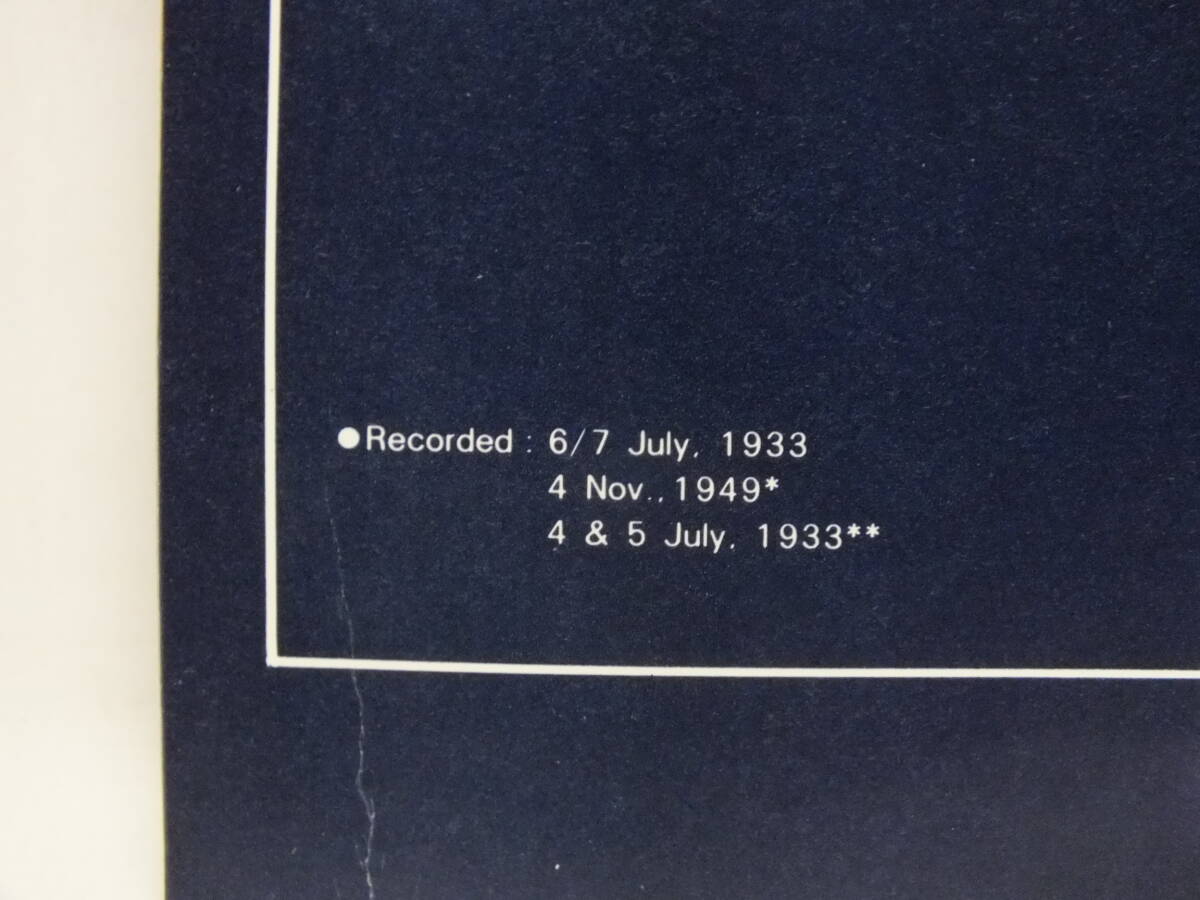 ●Recorded : 6/7 July, 1933
4 Nov., 1949*
4 & 5 July, 1933**